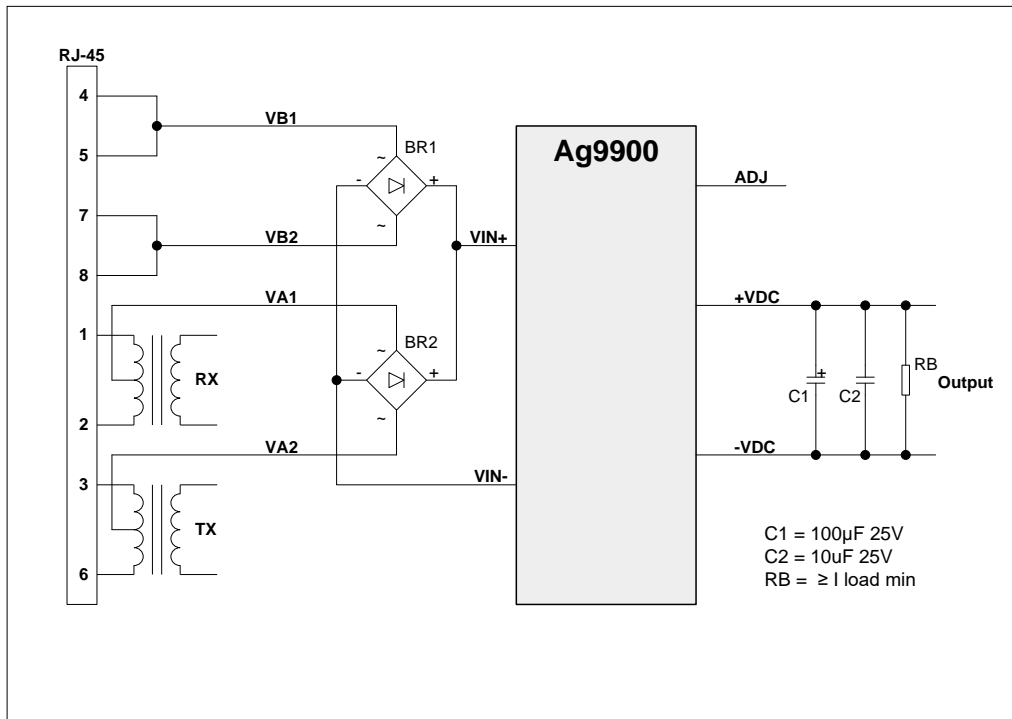 RJ-45
4
5
7
8
1
2
3
6
VB1
VB2
VA1
VA2
RX
TX
~
BR1
-
+
~
~
BR2
-
+
~
VIN+
VIN-
Ag9900
ADJ
+VDC
-VDC
+
C1
C2
RB
Output
C1 = 100µF 25V
C2 = 10uF 25V
RB = ≥ I load min